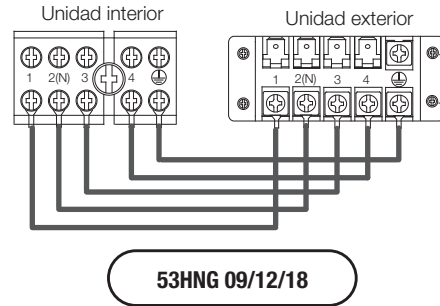 Unidad interior
Unidad exterior
1 2(N) 3 4
1 2(N) 3 4
53HNG 09/12/18